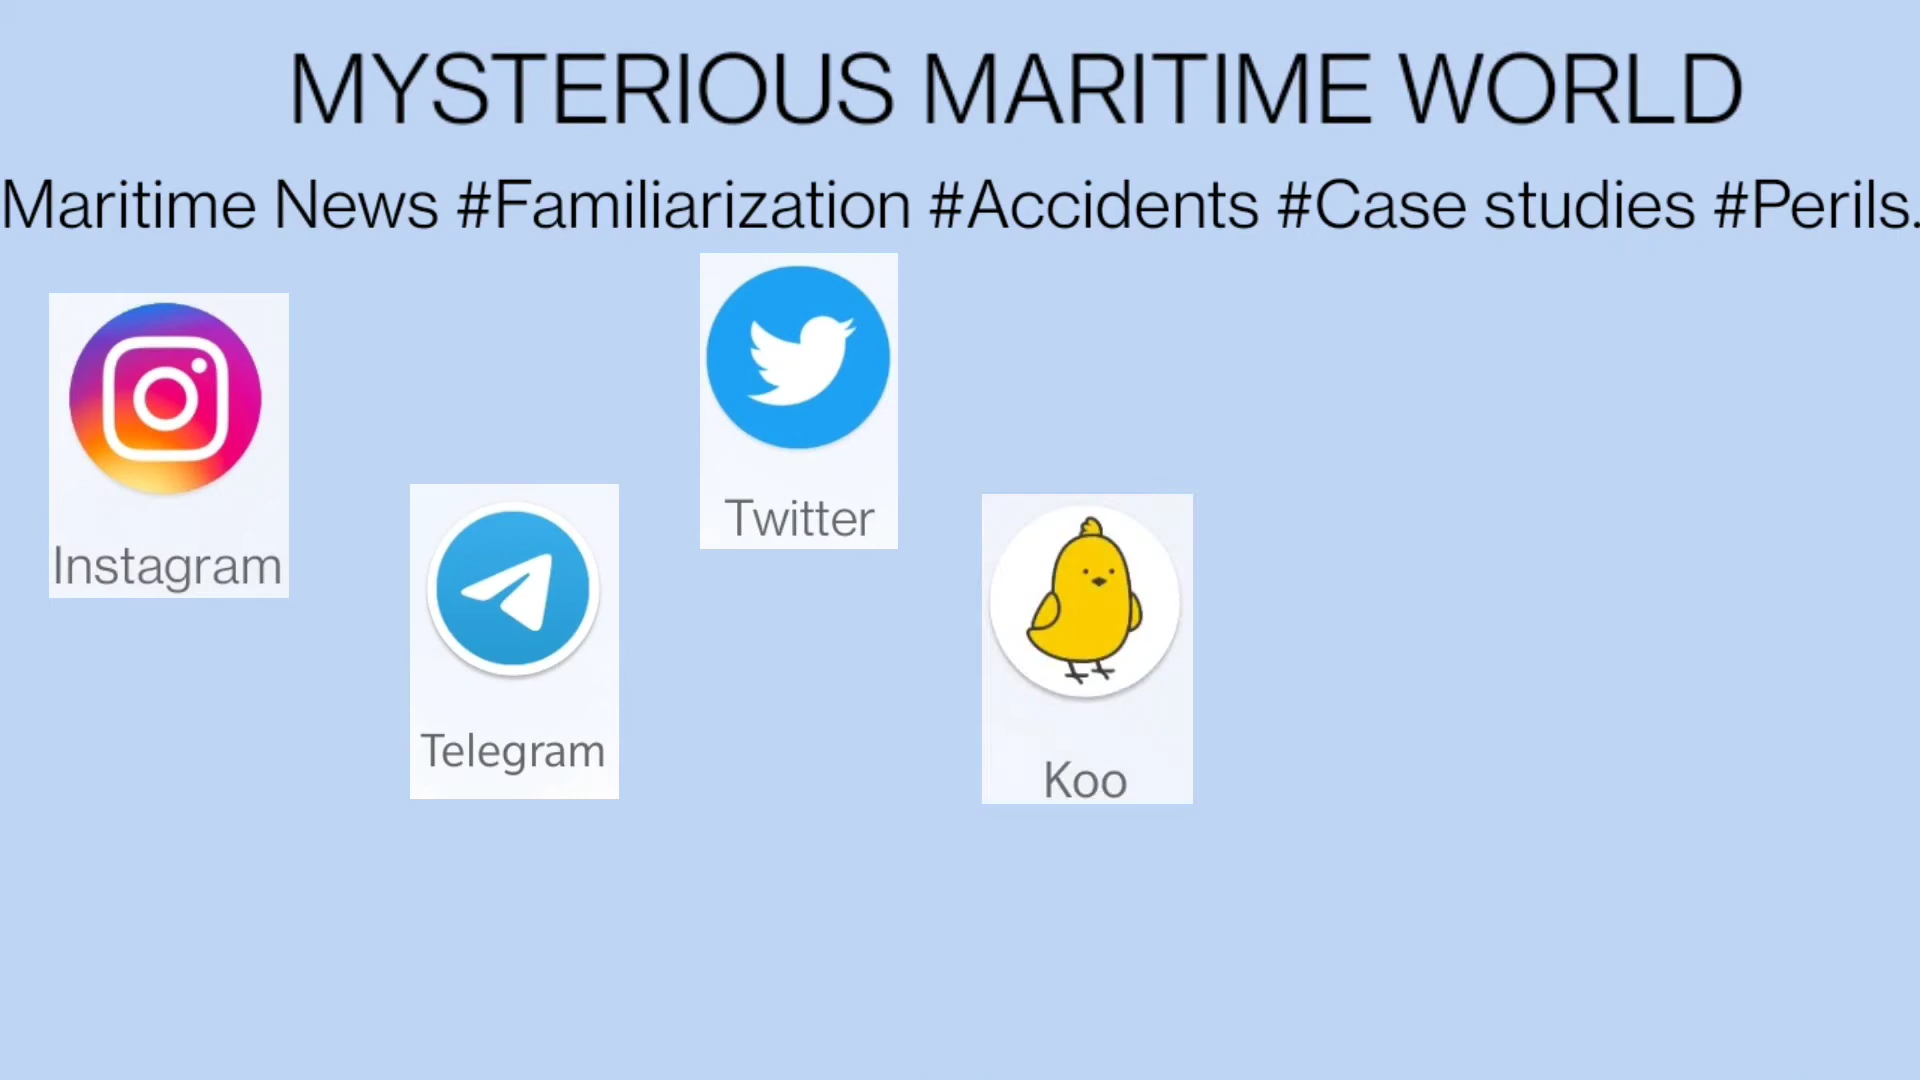 MYSTERIOUS MARITIME WORLD
Maritime News #Familiarization #Accidents #Case studies #Perils.
Instagram
Twitter
Telegram
Koo